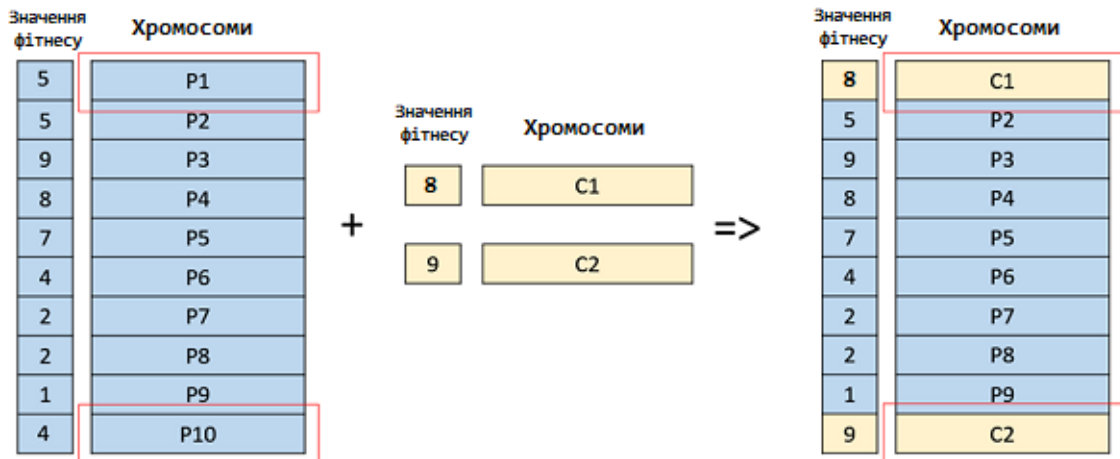 Значення
фітнесу
Хромосоми
5 P1
5 P2
9 P3
8 P4
7 P5
4 P6
2 P7
2 P8
1 P9
4 P10
+
Значення
фітнесу
Хромосоми
8 C1
9 C2
=>
Значення
фітнесу
Хромосоми
8 C1
5 P2
9 P3
8 P4
7 P5
4 P6
2 P7
2 P8
1 P9
9 C2